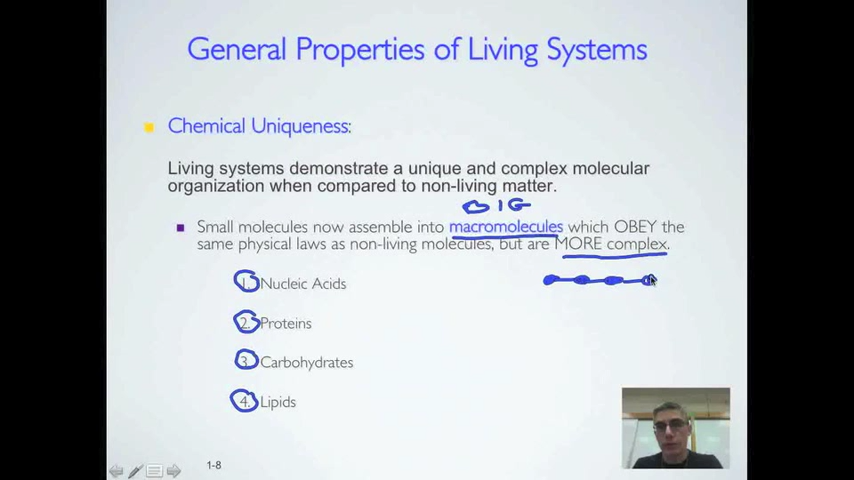 General Properties of Living Systems
Chemical Uniqueness:
Living systems demonstrate a unique and complex molecular
organization when compared to non-living matter.
BIG
Small molecules now assemble into macromolecules which OBEY the
same physical laws as non-living molecules, but are MORE complex.
1. Nucleic Acids
2. Proteins
3. Carbohydrates
4. Lipids
1-8